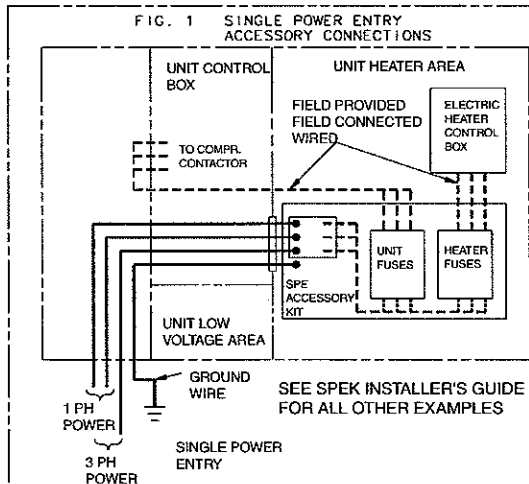 FIG. 1 SINGLE POWER ENTRY
ACCESSORY CONNECTIONS
UNIT CONTROL
BOX
UNIT HEATER AREA
FIELD PROVIDED
FIELD CONNECTED
WIRED
ELECTRIC
HEATER
CONTROL
BOX
TO COMPR.
CONTACTOR
UNIT
FUSES
HEATER
FUSES
SPE
ACCESSORY
KIT
UNIT LOW
VOLTAGE AREA
GROUND
WIRE
1 PH
POWER
3 PH
POWER
SINGLE POWER
ENTRY
SEE SPEK INSTALLER'S GUIDE
FOR ALL OTHER EXAMPLES